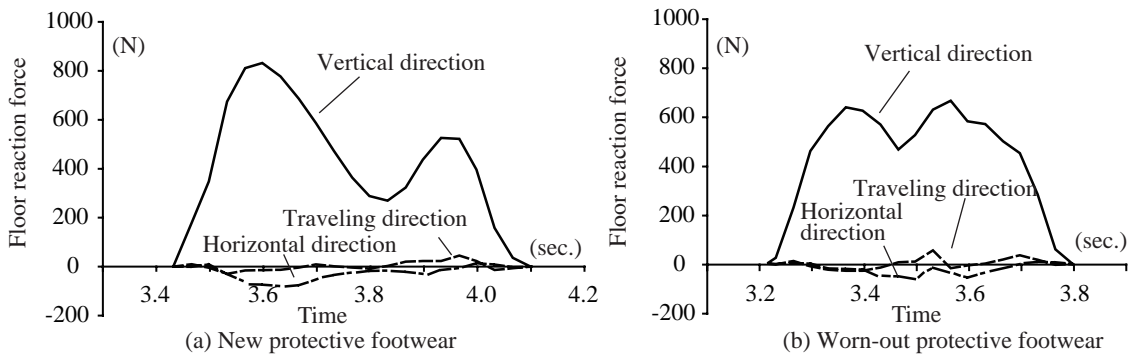 Floor reaction force
1000
800
600
400
200
0
-200
(N)
Vertical direction
Traveling direction
Horizontal direction
(sec.)
3.4
3.6
3.8
4.0
4.2
Time
(a) New protective footwear
Floor reaction force
1000
800
600
400
200
0
-200
(N)
Vertical direction
Traveling direction
Horizontal
direction
(sec.)
3.2
3.4
3.6
3.8
Time
(b) Worn-out protective footwear